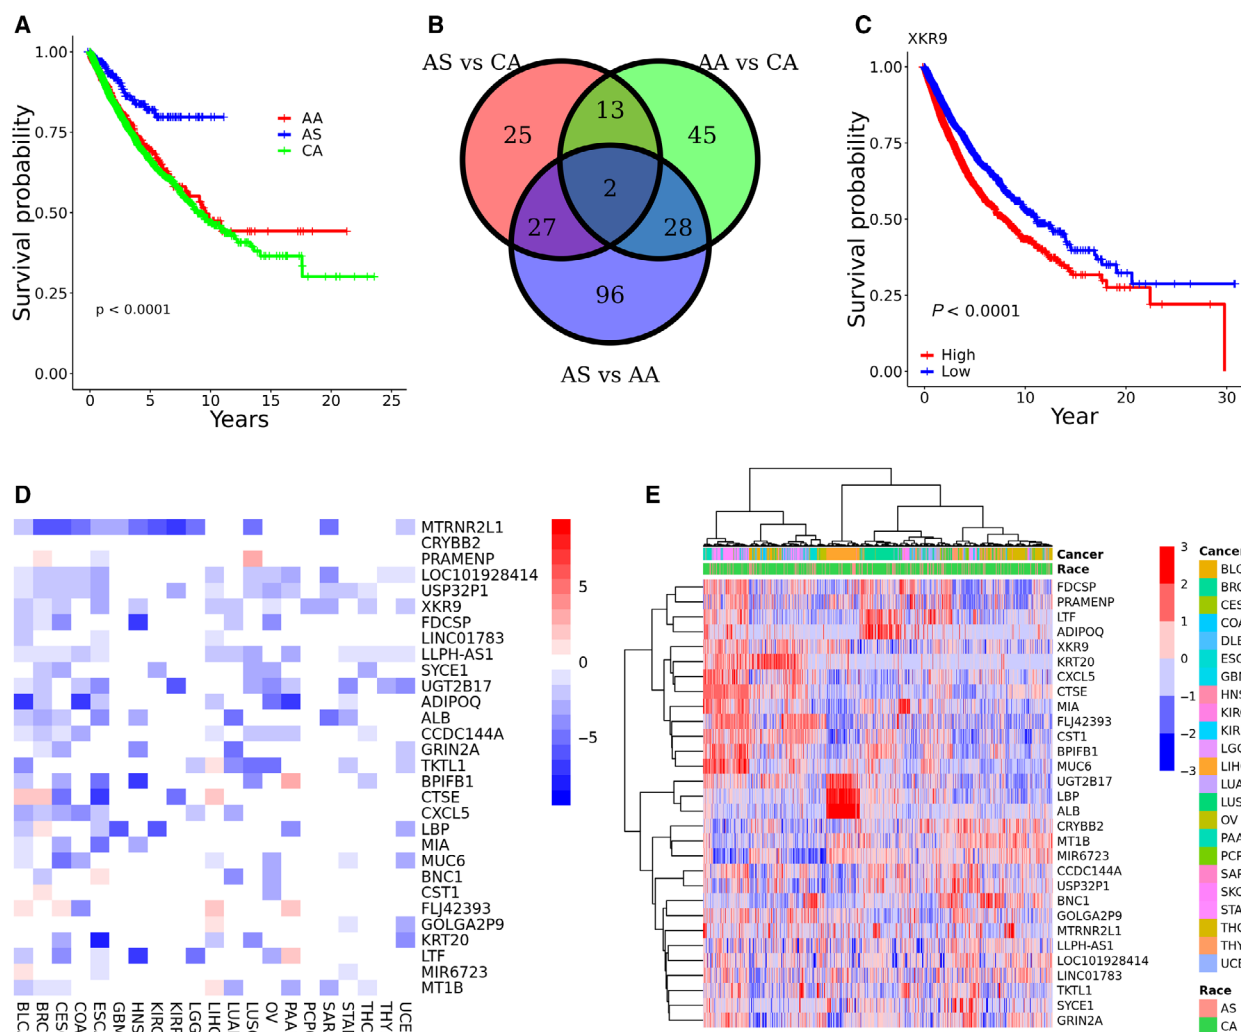 A
1.00
0.75
0.50
0.25
0.00
Survival probability
AA
AS
CA
p < 0.0001
0 5 10 15 20 25
Years
B
AS vs CA
AA vs CA
25
13
45
2
27
28
96
AS vs AA
C
XKR9
1.00
0.75
0.50
0.25
0.00
Survival probability
P < 0.0001
High
Low
0 10 20 30
Year
D
MTRNR2L1
CRYBB2
PRAMENP
LOC101928414
USP32P1
XKR9
FDCSP
LINC01783
LLPH-AS1
SYCE1
UGT2B17
ADIPOQ
ALB
CCDC144A
GRIN2A
TKTL1
BPIFB1
CTSE
CXCL5
LBP
MIA
MUC6
BNC1
CST1
FLJ42393
GOLGA2P9
KRT20
LTF
MIR6723
MT1B
5
0
−5
E
Cancer
Race
FDCSP
PRAMENP
LTF
ADIPOQ
XKR9
KRT20
CXCL5
CTSE
MIA
FLJ42393
CST1
BPIFB1
MUC6
UGT2B17
LBP
ALB
CRYBB2
MT1B
MIR6723
CCDC144A
USP32P1
BNC1
GOLGA2P9
MTRNR2L1
LLPH-AS1
LOC101928414
LINC01783
TKTL1
SYCE1
GRIN2A
3
2
1
0
−1
−2
−3
Cancer
OV
Race
AS
CA